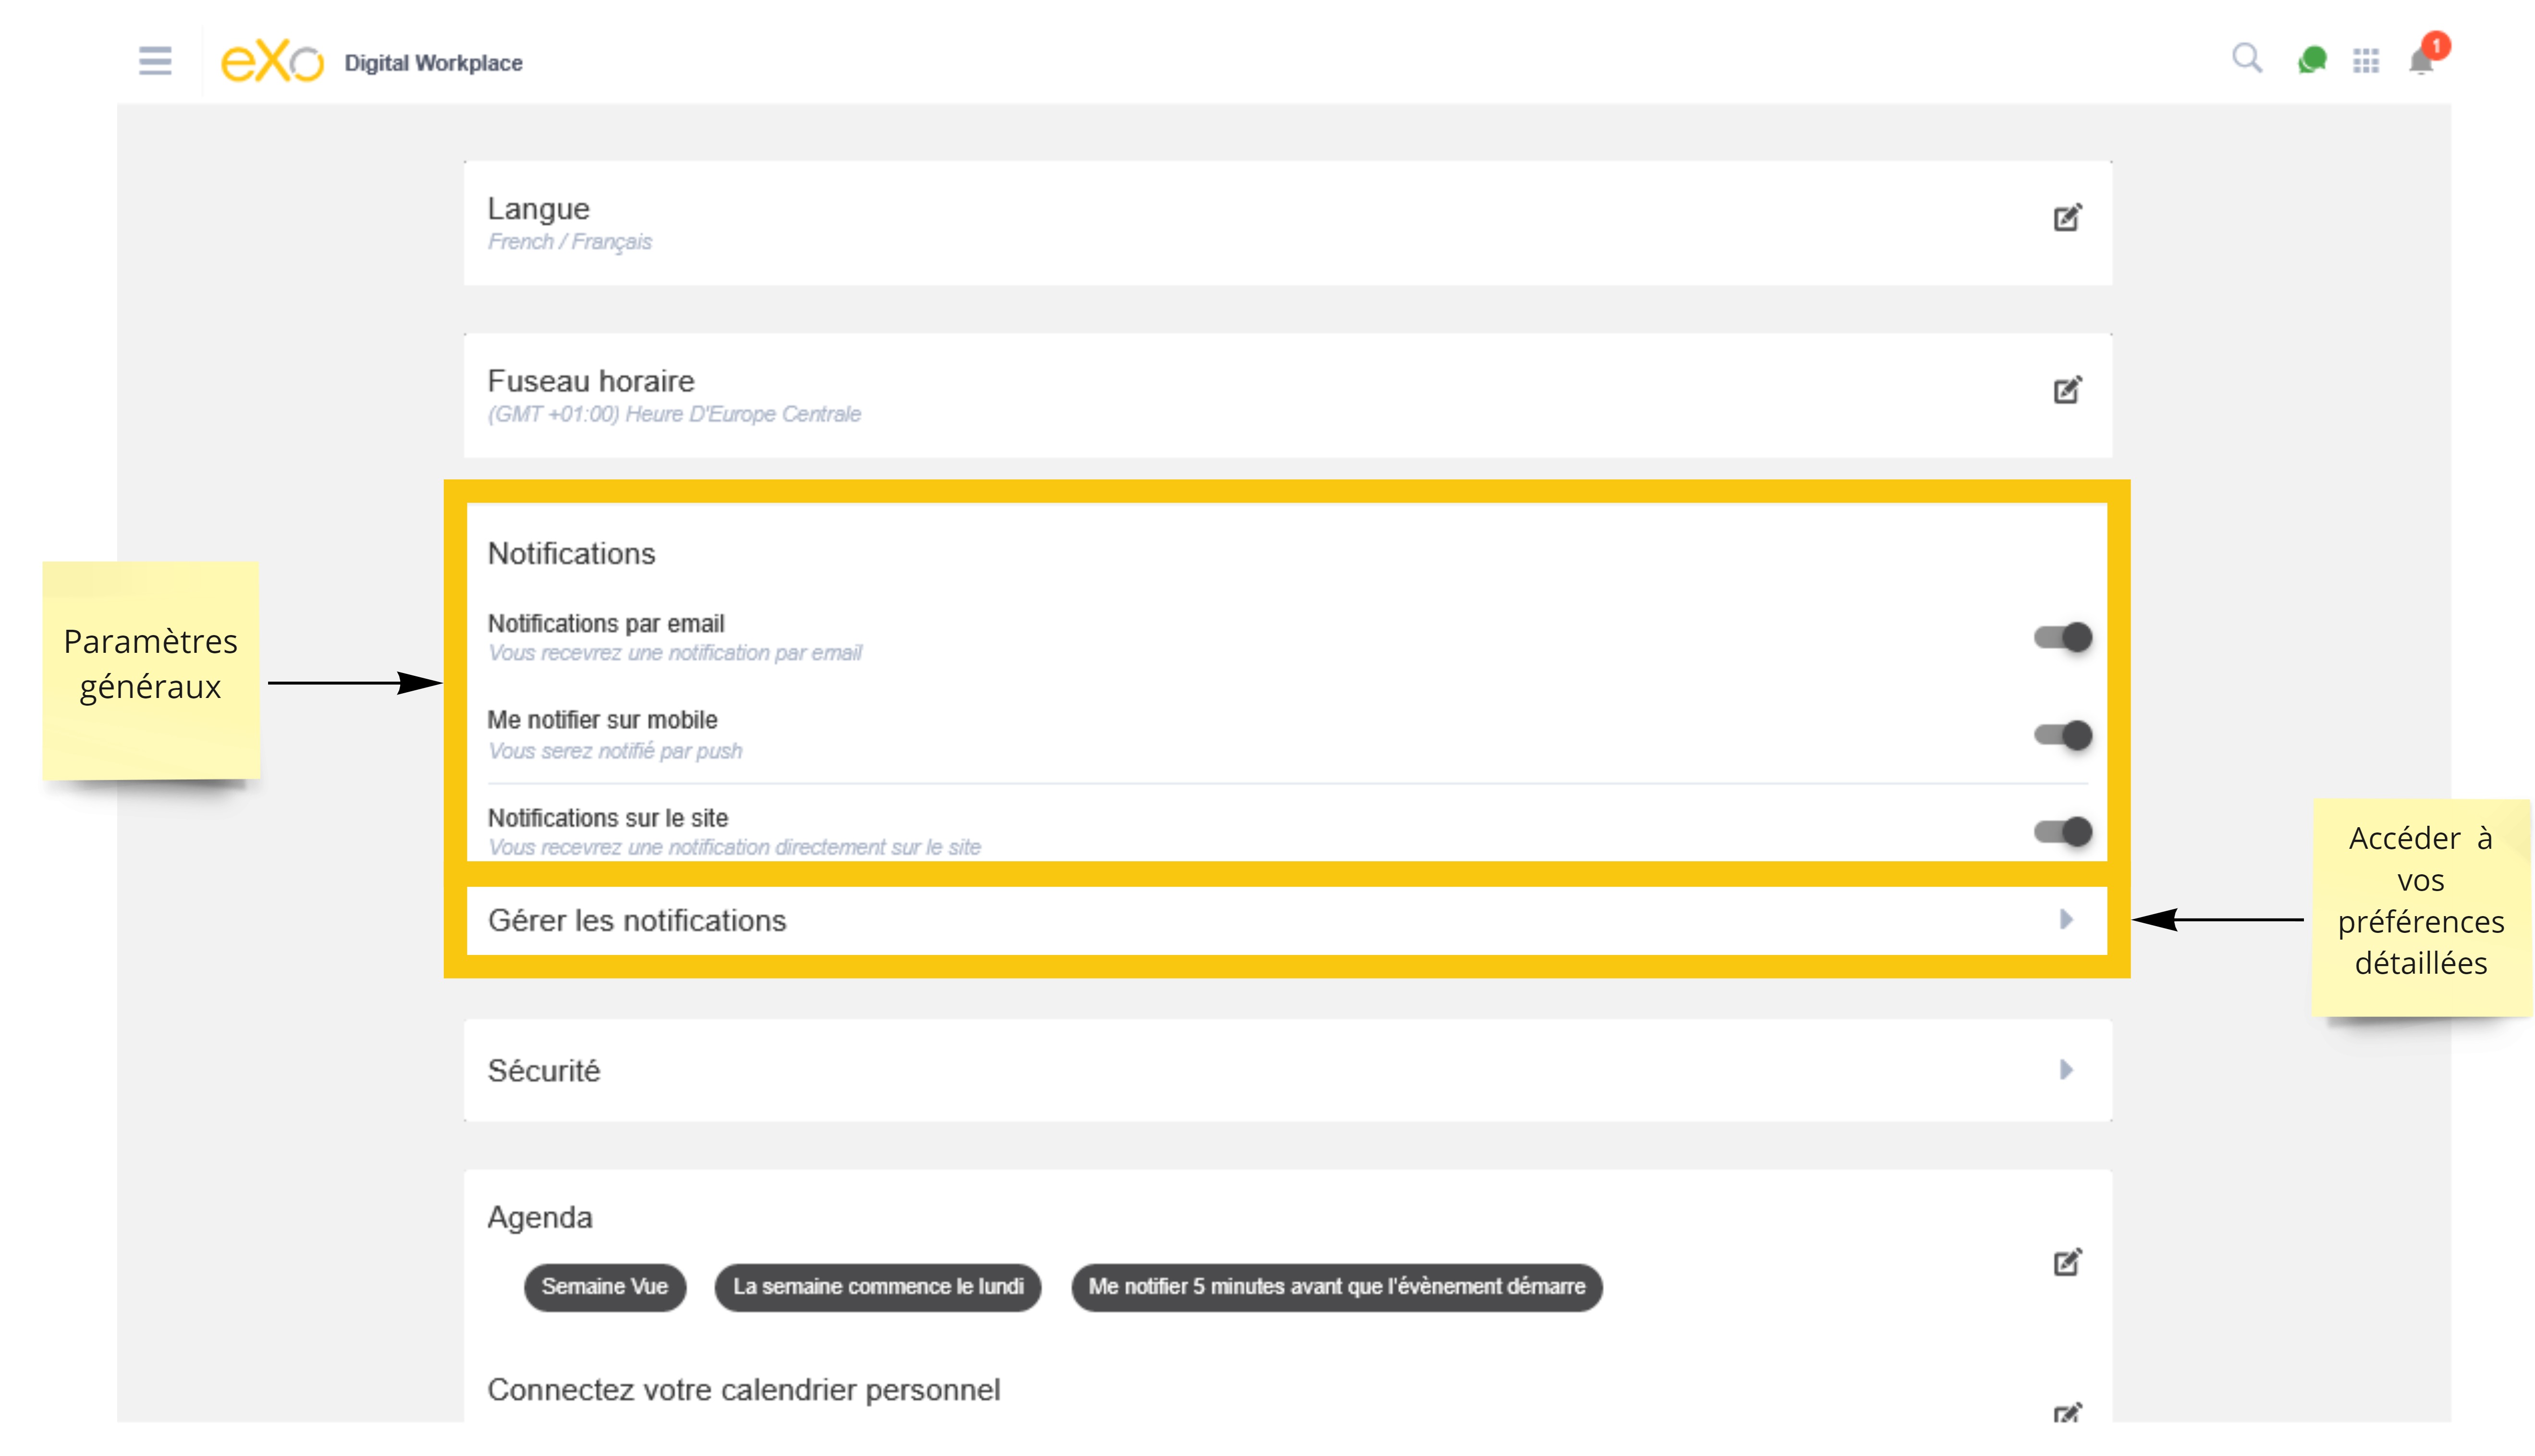 eXo Digital Workplace
1
Langue
French / Français
Fuseau horaire
(GMT +01:00) Heure D'Europe Centrale
Notifications
Notifications par email
Vous recevrez une notification par email
Me notifier sur mobile
Vous serez notifié par push
Notifications sur le site
Vous recevrez une notification directement sur le site
Gérer les notifications
Paramètres
généraux
Accéder à
vos
préférences
détaillées
Sécurité
Agenda
Semaine Vue
La semaine commence le lundi
Me notifier 5 minutes avant que l'évènement démarre
Connectez votre calendrier personnel